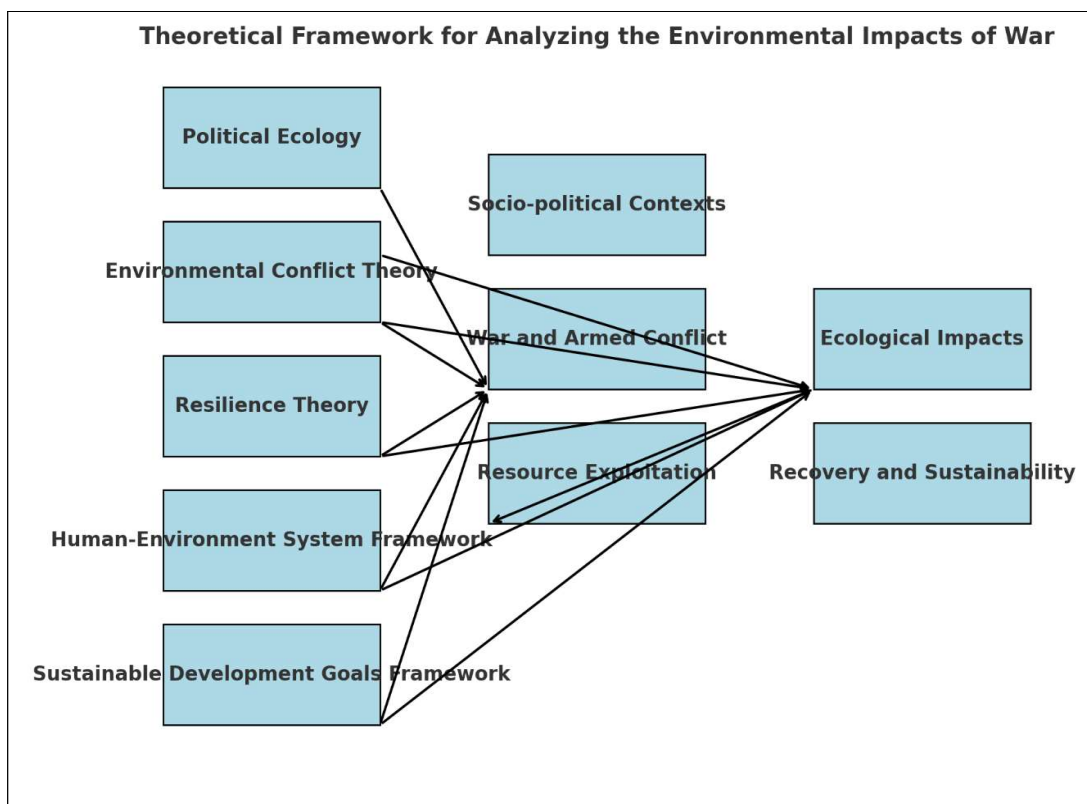 Theoretical Framework for Analyzing the Environmental Impacts of War
Political Ecology
Environmental Conflict Theory
Resilience Theory
Human-Environment System Framework
Sustainable Development Goals Framework
Socio-political Contexts
War and Armed Conflict
Resource Exploitation
Ecological Impacts
Recovery and Sustainability